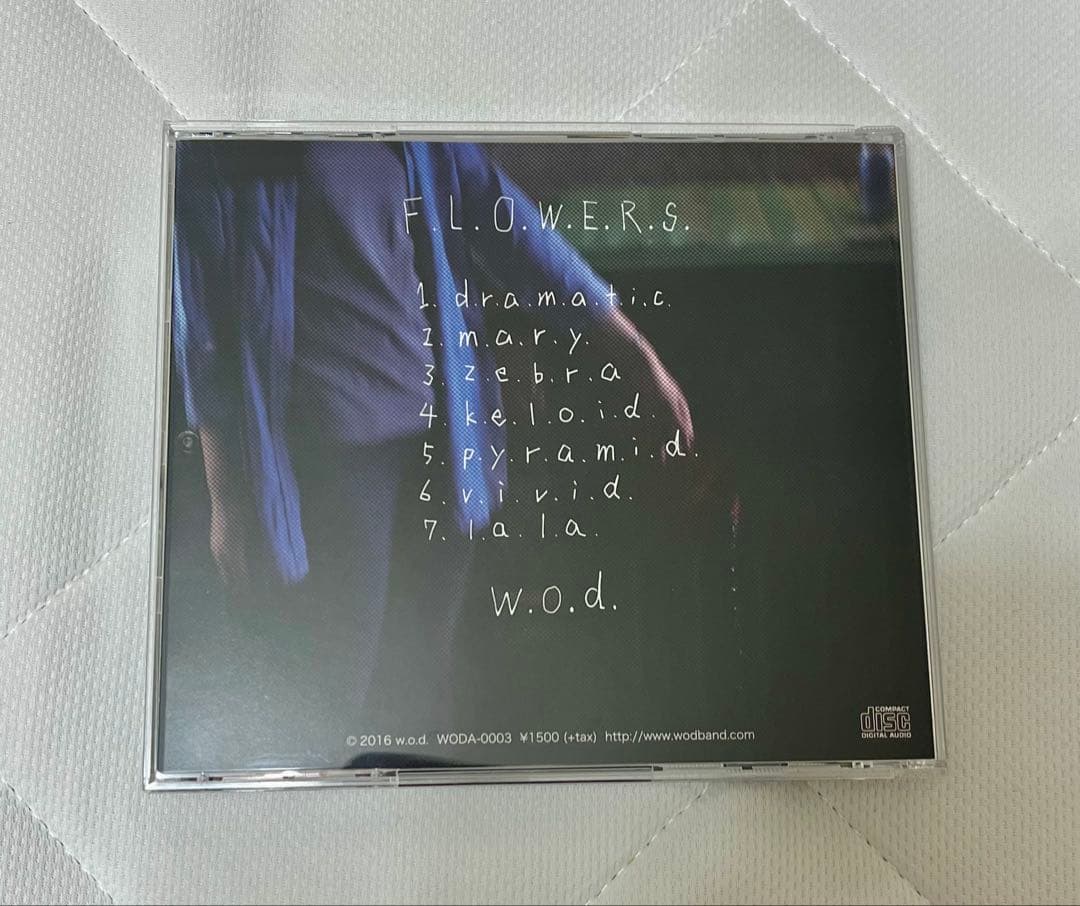 F.L.O.W.E.R.S.
1. d.r.a.m.a.t.i.c.
2. m.a.r.y.
3. z.e.b.r.a
4. k.e.l.o.i.d.
5. p.y.r.a.m.i.d.
6. v.i.v.i.d.
7. l.a.l.a.
w.o.d.
© 2016 w.o.d. WODA-0003 ¥1500 (+tax) http://www.wodband.com
COMPACT
disc
DIGITAL AUDIO